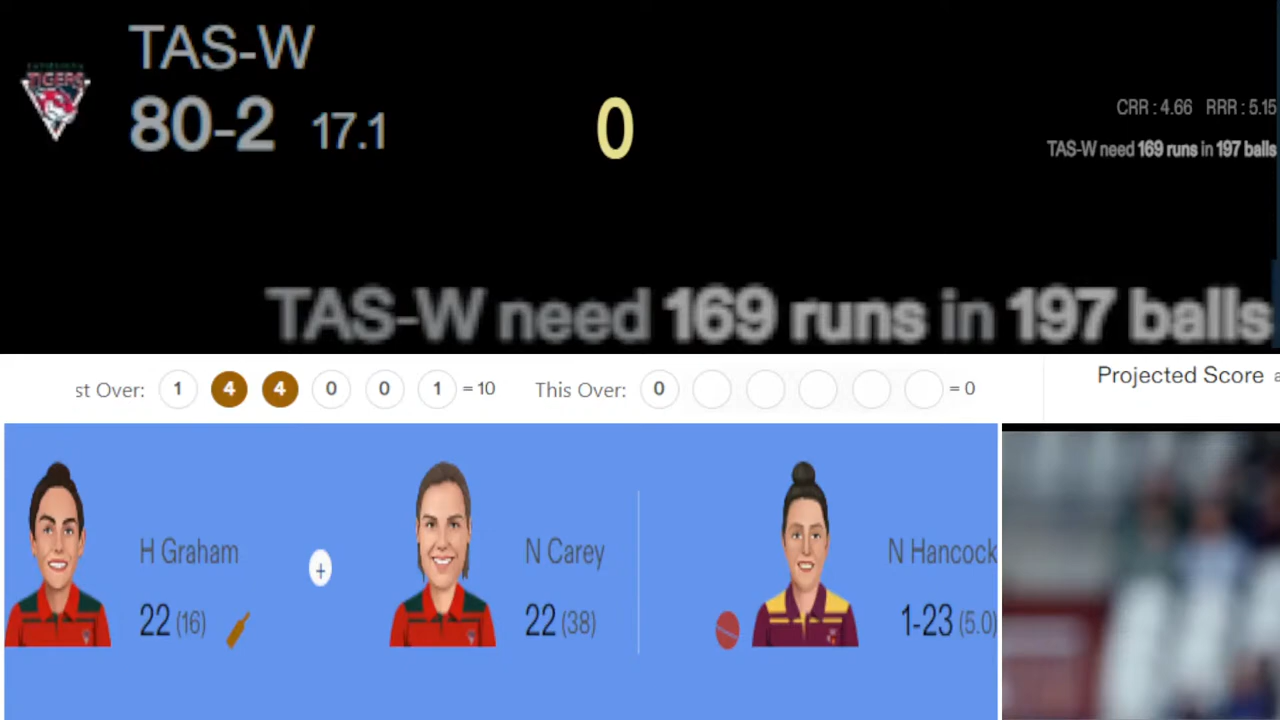 TIGERS
TAS-W
80-2 17.1
0
CRR : 4.66 RRR : 5.15
TAS-W need 169 runs in 197 balls
TAS-W need 169 runs in 197 balls
st Over: 1 4 4 0 0 1 = 10 This Over: 0 = 0
Projected Score
H Graham
22 (16)
N Carey
22 (38)
N Hancock
1-23 (5.0)